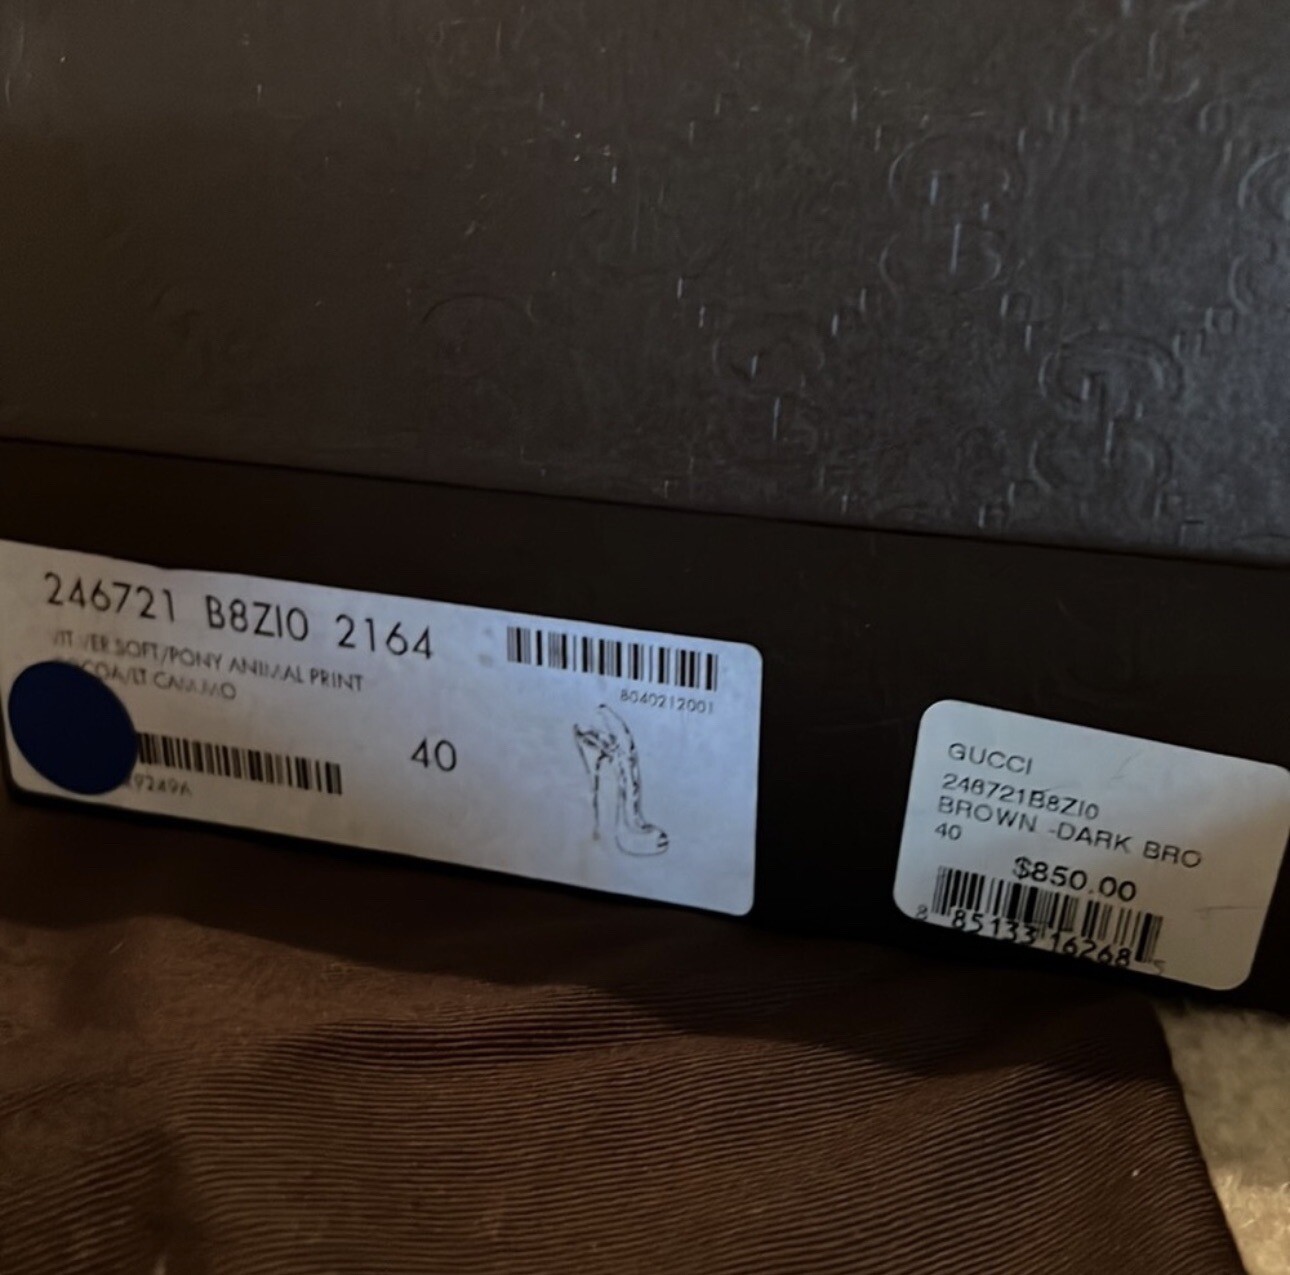 246721 B8ZI0 2164
SOFT/PONY ANIMAL PRINT
8040212001
40
9249A
GUCCI
246721B8ZI0
BROWN -DARK BRO
40
$850.00
8 85133 16268 5